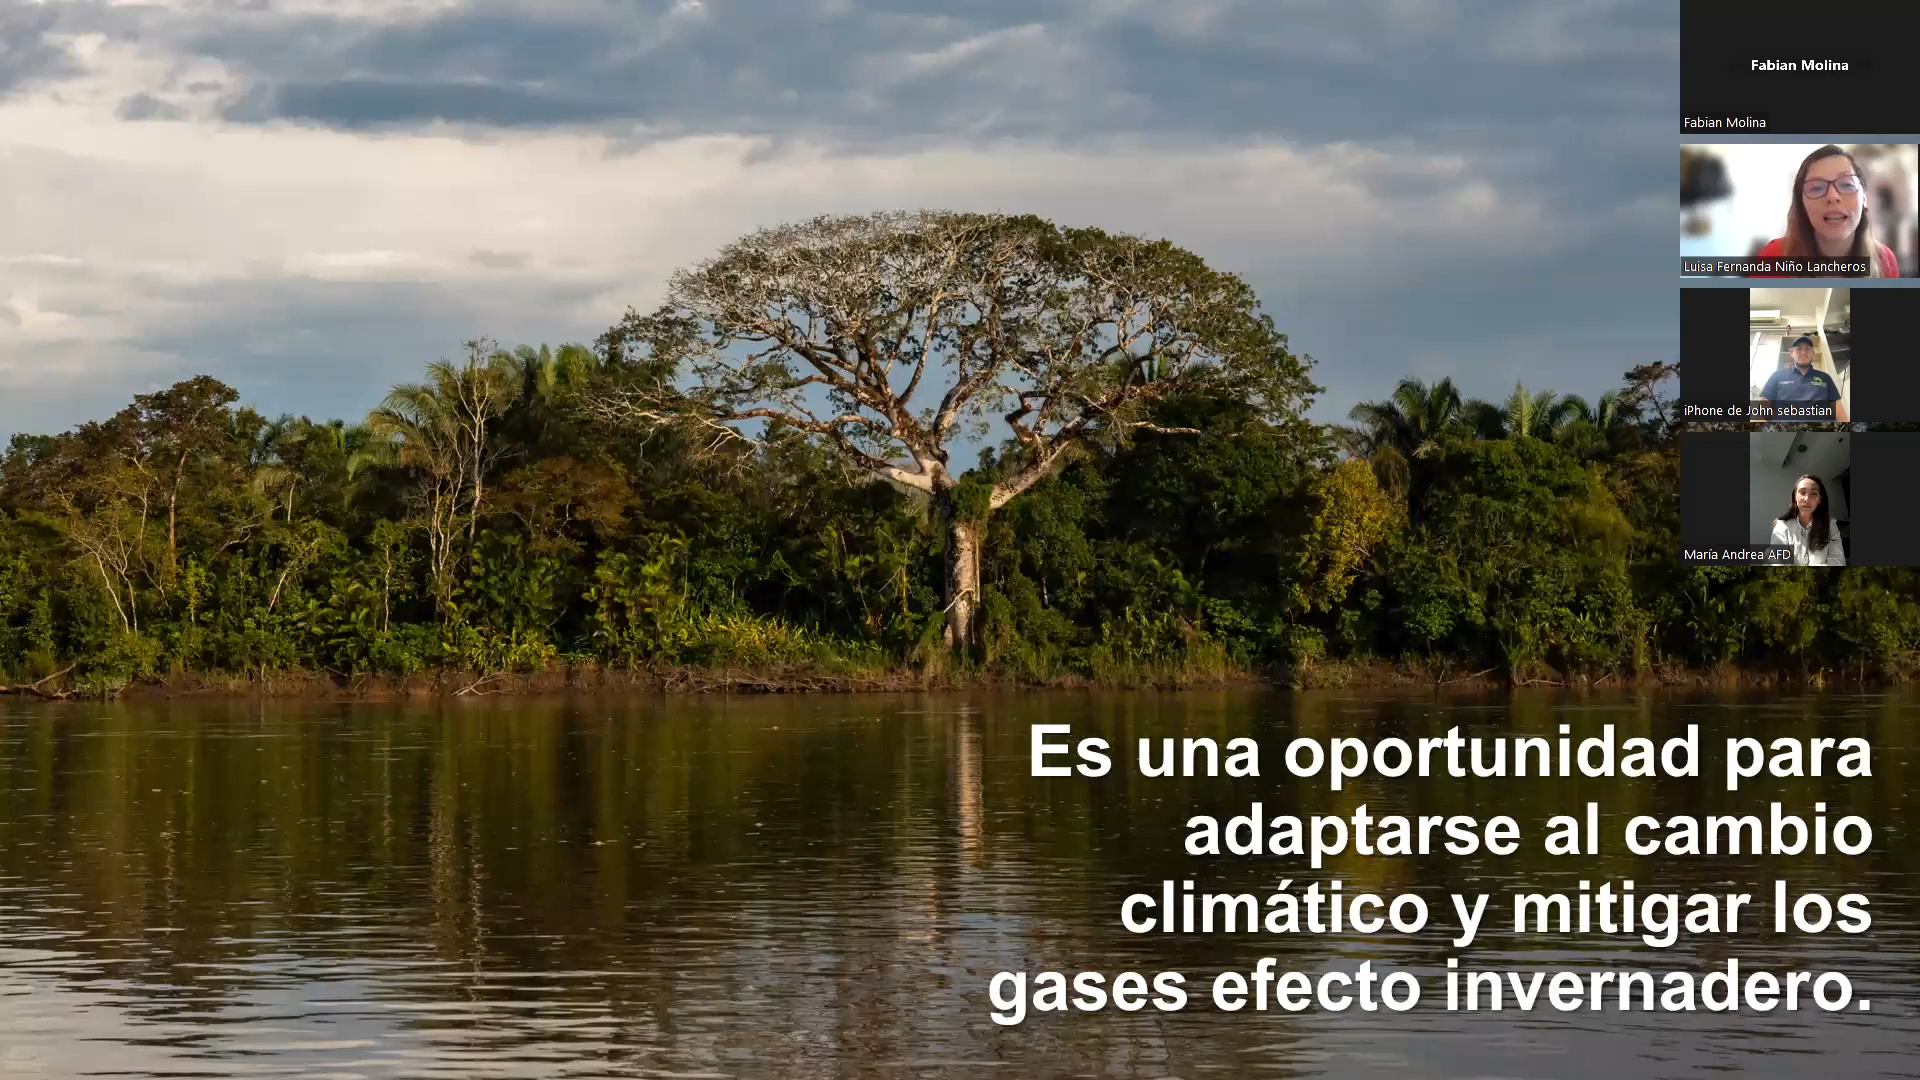 Fabian Molina
Fabian Molina
Luisa Fernanda Niño Lancheros
iPhone de John sebastian
María Andrea AFD
Es una oportunidad para
adaptarse al cambio
climático y mitigar los
gases efecto invernadero.